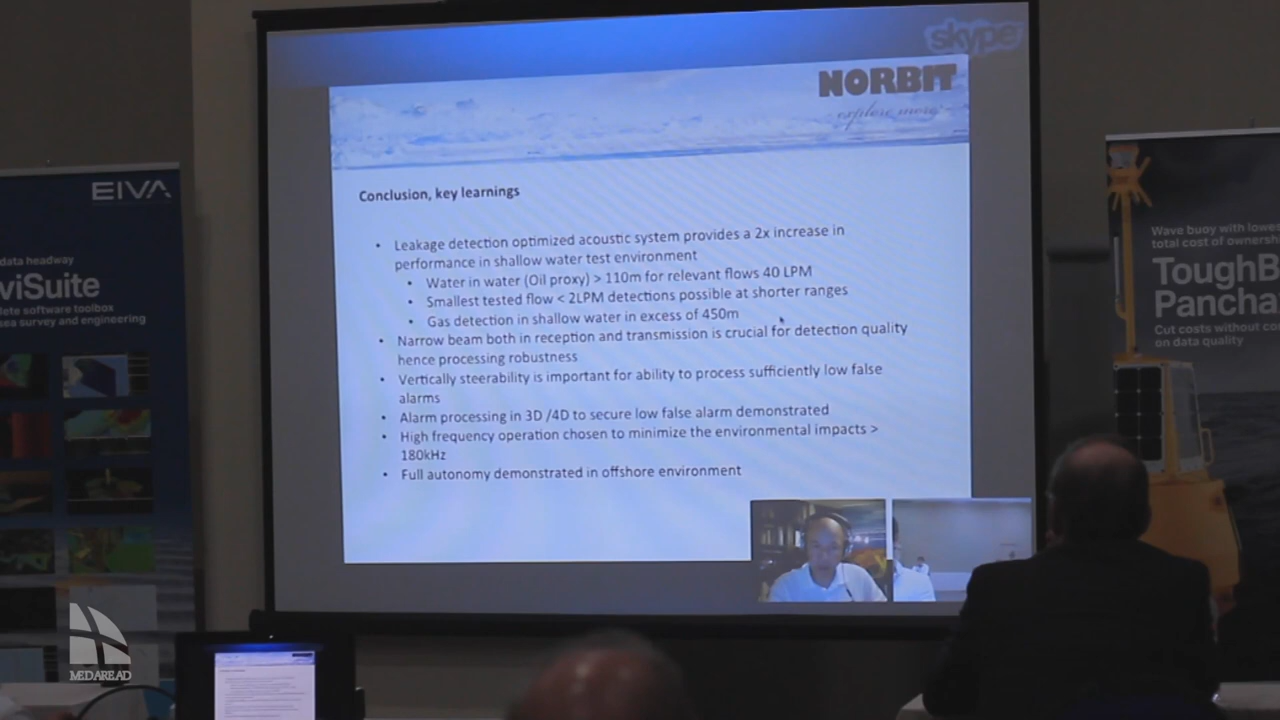 skype
NORBIT
explore more
Conclusion, key learnings
• Leakage detection optimized acoustic system provides a 2x increase in
performance in shallow water test environment
• Water in water (Oil proxy) > 110m for relevant flows 40 LPM
• Smallest tested flow < 2LPM detections possible at shorter ranges
• Gas detection in shallow water in excess of 450m
• Narrow beam both in reception and transmission is crucial for detection quality
hence processing robustness
• Vertically steerability is important for ability to process sufficiently low false
alarms
• Alarm processing in 3D /4D to secure low false alarm demonstrated
• High frequency operation chosen to minimize the environmental impacts >
180kHz
• Full autonomy demonstrated in offshore environment
EIVA
data headway
viSuite
lete software toolbox
sea survey and engineering
Wave buoy with lowe
total cost of ownersh
ToughB
Pancha
Cut costs without co
on data quality
MEDAREAD